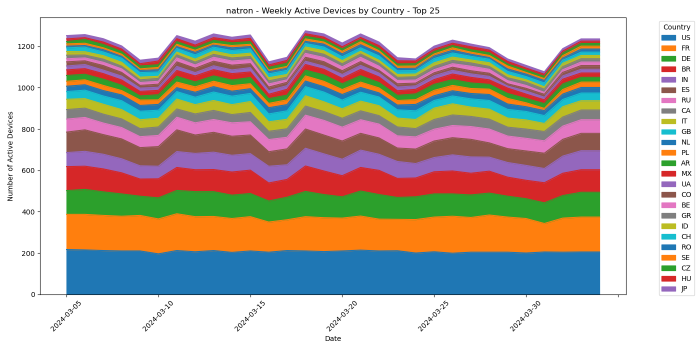 natron - Weekly Active Devices by Country - Top 25
Number of Active Devices
1200
1000
800
600
400
200
0
2024-03-05
2024-03-10
2024-03-15
2024-03-20
2024-03-25
2024-03-30
Date
Country
US
FR
DE
BR
IN
ES
RU
CA
IT
GB
NL
PL
AR
MX
UA
CO
BE
GR
ID
CH
RO
SE
CZ
HU
JP